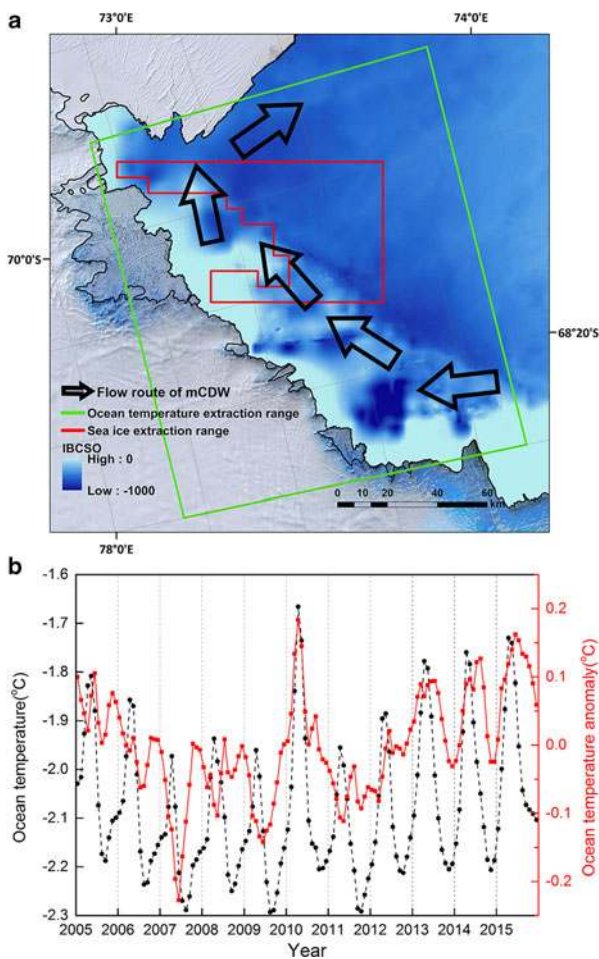 a
73°0'E
74°0'E
70°0'S
68°20'S
Flow route of mCDW
Ocean temperature extraction range
Sea ice extraction range
IBCSO
High : 0
Low : -1000
0 10 20 40 60
km
78°0'E
b
-1.6
-1.7
-1.8
-1.9
-2.0
-2.1
-2.2
-2.3
Ocean temperature(°C)
0.2
0.1
0.0
-0.1
-0.2
Ocean temperature anomaly(°C)
2005 2006 2007 2008 2009 2010 2011 2012 2013 2014 2015
Year